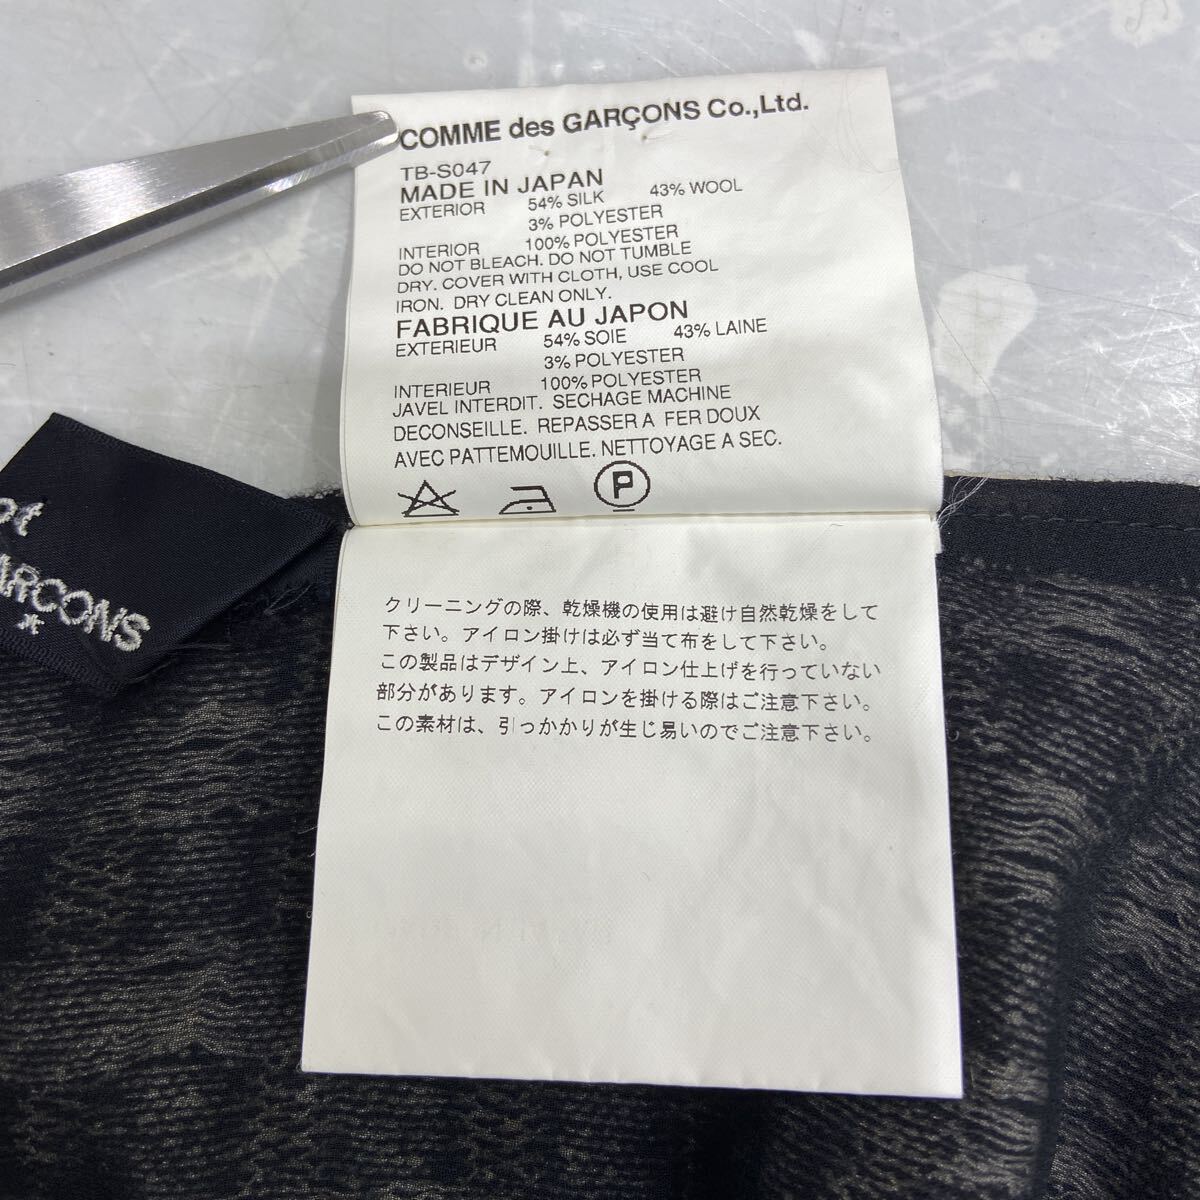 COMME des GARÇONS Co.,Ltd.
TB-S047
MADE IN JAPAN
EXTERIOR 54% SILK 43% WOOL
3% POLYESTER
INTERIOR 100% POLYESTER
DO NOT BLEACH. DO NOT TUMBLE
DRY. COVER WITH CLOTH, USE COOL
IRON. DRY CLEAN ONLY.
FABRIQUE AU JAPON
EXTERIEUR 54% SOIE 43% LAINE
3% POLYESTER
INTERIEUR 100% POLYESTER
JAVEL INTERDIT. SECHAGE MACHINE
DECONSEILLE. REPASSER A FER DOUX
AVEC PATTEMOUILLE. NETTOYAGE A SEC.
P
クリーニングの際、乾燥機の使用は避け自然乾燥をして
下さい。アイロン掛けは必ず当て布をして下さい。
この製品はデザイン上、アイロン仕上げを行っていない
部分があります。アイロンを掛ける際はご注意下さい。
この素材は、引っかかりが生じ易いのでご注意下さい。
ot
ARCONS
*